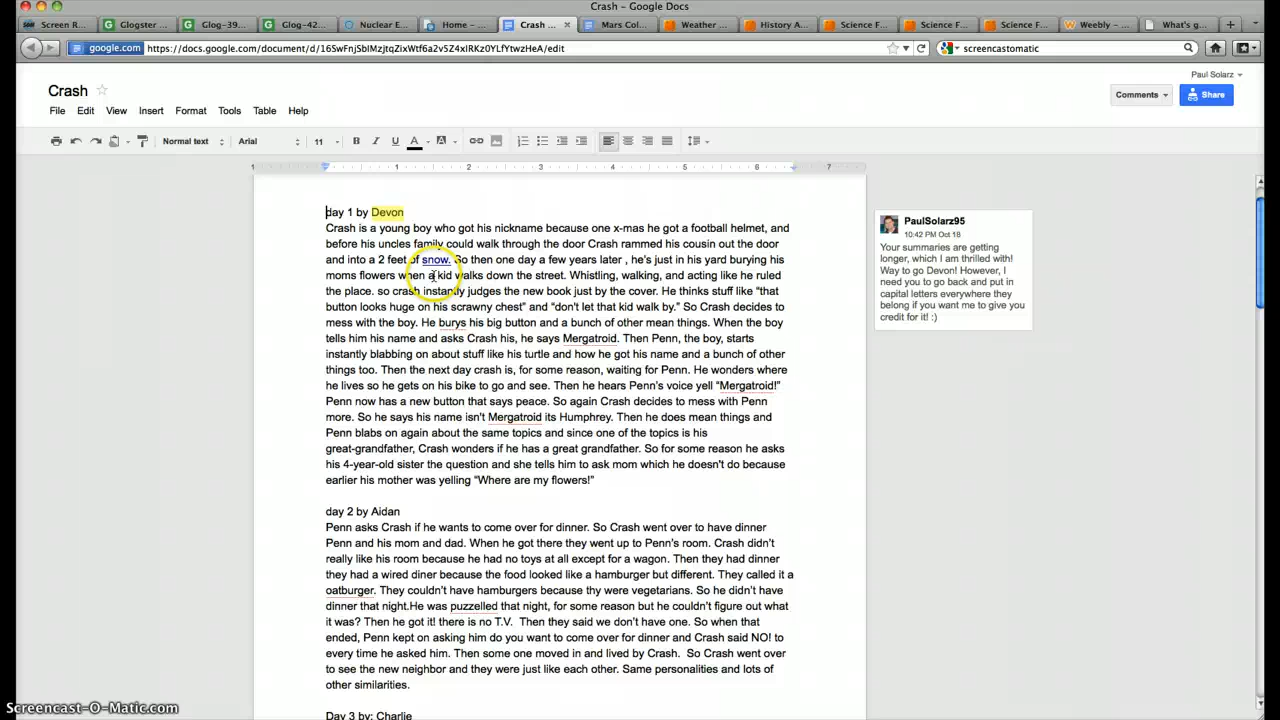 Crash - Google Docs
Screen R...
Glogster ...
Glog-39...
Glog-42...
Nuclear E...
Home - ...
Crash ...
Mars Col...
Weather ...
History A...
Science F...
Science F...
Science F...
Weebly - ...
What's g...
google.com
https://docs.google.com/document/d/16SwFnjSblMzjtqZixWtf6a2v5Z4xlRKz0YLfYtwzHeA/edit
screencastomatic
Paul Solarz
Crash
Comments
Share
File Edit View Insert Format Tools Table Help
Normal text Arial 11 B I U A A
1 1 2 3 4 5 6 7
day 1 by Devon
Crash is a young boy who got his nickname because one x-mas he got a football helmet, and
before his uncles family could walk through the door Crash rammed his cousin out the door
and into a 2 feet of snow. So then one day a few years later , he's just in his yard burying his
moms flowers when a kid walks down the street. Whistling, walking, and acting like he ruled
the place. so crash instantly judges the new book just by the cover. He thinks stuff like “that
button looks huge on his scrawny chest” and “don't let that kid walk by.” So Crash decides to
mess with the boy. He burys his big button and a bunch of other mean things. When the boy
tells him his name and asks Crash his, he says Mergatroid. Then Penn, the boy, starts
instantly blabbing on about stuff like his turtle and how he got his name and a bunch of other
things too. Then the next day crash is, for some reason, waiting for Penn. He wonders where
he lives so he gets on his bike to go and see. Then he hears Penn's voice yell “Mergatroid!”
Penn now has a new button that says peace. So again Crash decides to mess with Penn
more. So he says his name isn't Mergatroid its Humphrey. Then he does mean things and
Penn blabs on again about the same topics and since one of the topics is his
great-grandfather, Crash wonders if he has a great grandfather. So for some reason he asks
his 4-year-old sister the question and she tells him to ask mom which he doesn't do because
earlier his mother was yelling “Where are my flowers!”
PaulSolarz95
10:42 PM Oct 18
Your summaries are getting
longer, which I am thrilled with!
Way to go Devon! However, I
need you to go back and put in
capital letters everywhere they
belong if you want me to give you
credit for it! :)
day 2 by Aidan
Penn asks Crash if he wants to come over for dinner. So Crash went over to have dinner
Penn and his mom and dad. When he got there they went up to Penn's room. Crash didn't
really like his room because he had no toys at all except for a wagon. Then they had dinner
they had a wired diner because the food looked like a hamburger but different. They called it a
oatburger. They couldn't have hamburgers because thy were vegetarians. So he didn't have
dinner that night.He was puzzelled that night, for some reason but he couldn't figure out what
it was? Then he got it! there is no T.V. Then they said we don't have one. So when that
ended, Penn kept on asking him do you want to come over for dinner and Crash said NO! to
every time he asked him. Then some one moved in and lived by Crash. So Crash went over
to see the new neighbor and they were just like each other. Same personalities and lots of
other similarities.
Day 3 by: Charlie
Screencast-O-Matic.com